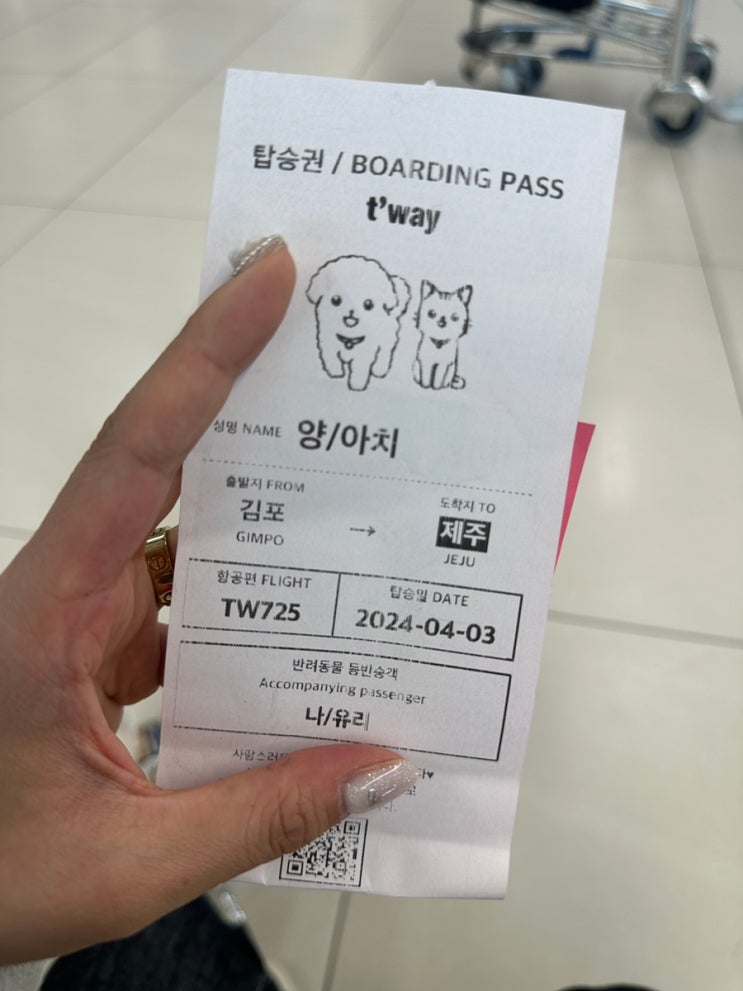 탑승권 / BOARDING PASS
t'way
성명 NAME 양/아치
출발지 FROM
김포
GIMPO
→
도착지 TO
제주
JEJU
항공편 FLIGHT
TW725
탑승일 DATE
2024-04-03
반려동물 동반승객
Accompanying passenger
나/유리